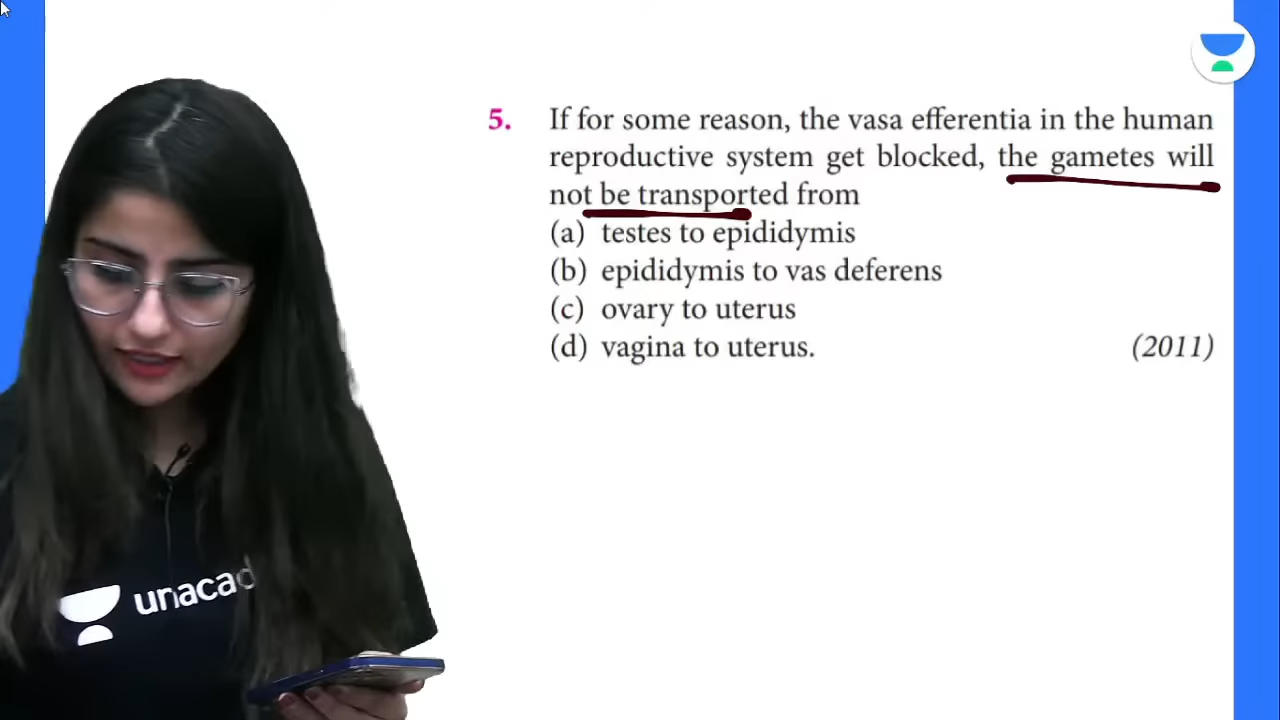 5. If for some reason, the vasa efferentia in the human
reproductive system get blocked, the gametes will
not be transported from
(a) testes to epididymis
(b) epididymis to vas deferens
(c) ovary to uterus
(d) vagina to uterus. (2011)
unacad